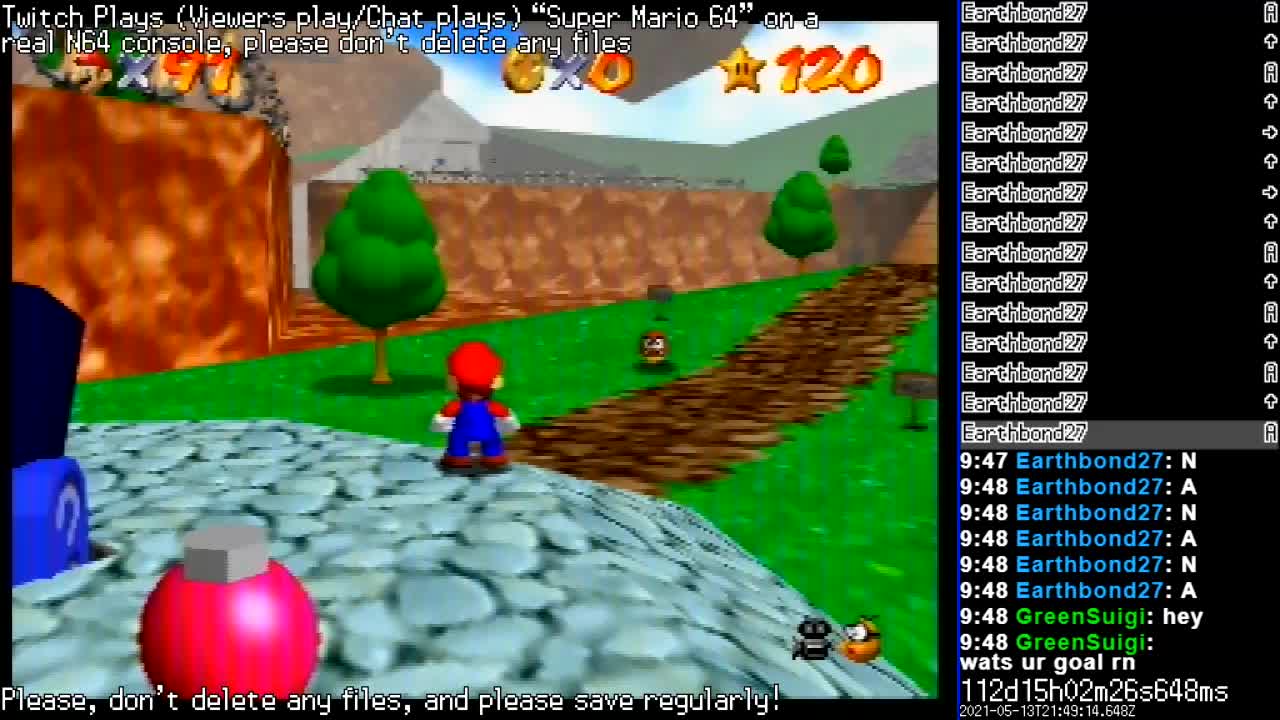 Twitch Plays (Viewers play/Chat plays) “Super Mario 64” on a
real N64 console, please don't delete any files
x 97
x 0
120
?
Please, don't delete any files, and please save regularly!
Earthbond27 A
Earthbond27 ↑
Earthbond27 A
Earthbond27 ↑
Earthbond27 →
Earthbond27 ↑
Earthbond27 →
Earthbond27 ↑
Earthbond27 A
Earthbond27 ↑
Earthbond27 A
Earthbond27 ↑
Earthbond27 A
Earthbond27 ↑
Earthbond27 A
9:47 Earthbond27: N
9:48 Earthbond27: A
9:48 Earthbond27: N
9:48 Earthbond27: A
9:48 Earthbond27: N
9:48 Earthbond27: A
9:48 GreenSuigi: hey
9:48 GreenSuigi:
wats ur goal rn
112d15h02m26s648ms
2021-05-13T21:49:14.648Z